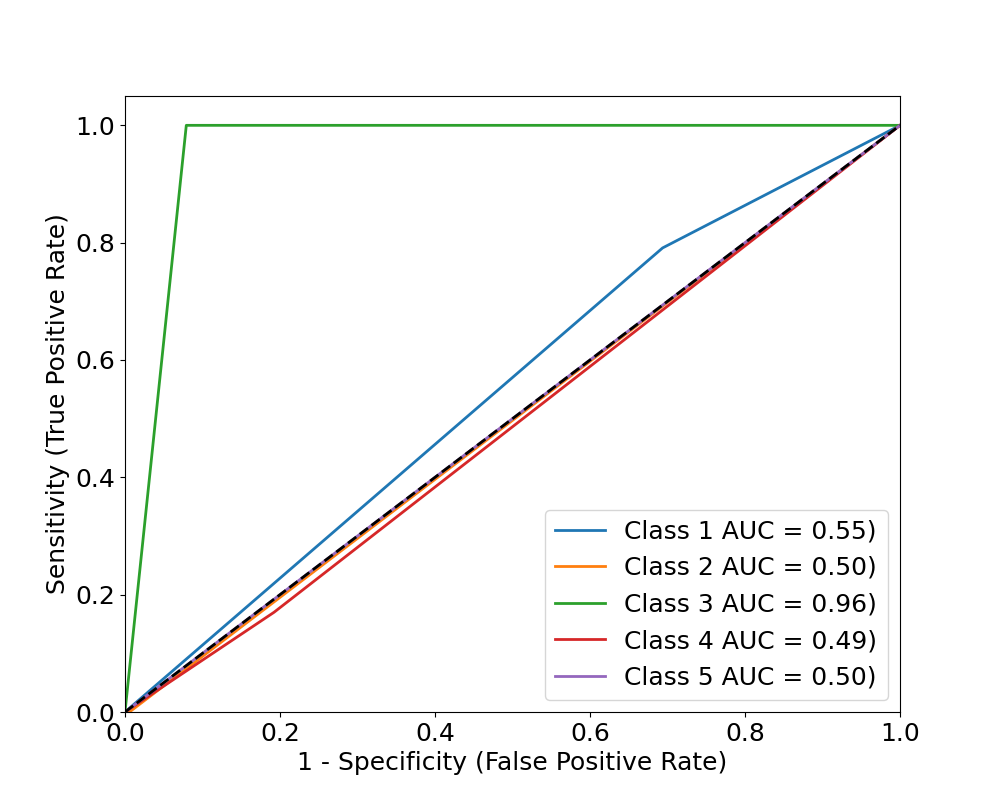 1.0
0.8
0.6
0.4
0.2
0.0
Sensitivity (True Positive Rate)
Class 1 AUC = 0.55)
Class 2 AUC = 0.50)
Class 3 AUC = 0.96)
Class 4 AUC = 0.49)
Class 5 AUC = 0.50)
0.0 0.2 0.4 0.6 0.8 1.0
1 - Specificity (False Positive Rate)